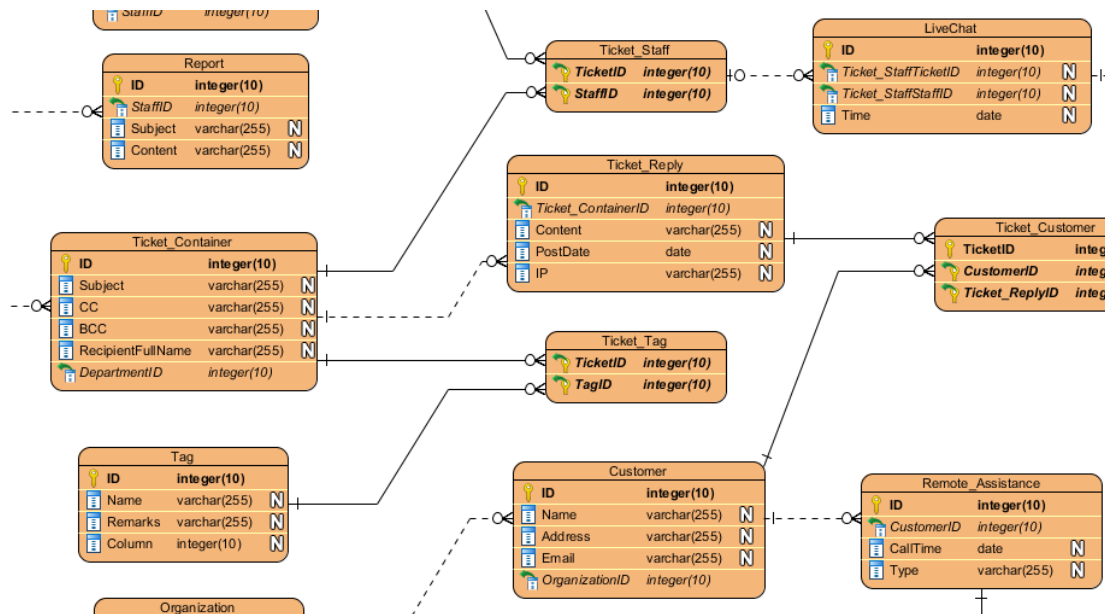 StaffID integer(10)
Report
ID integer(10)
StaffID integer(10)
Subject varchar(255) N
Content varchar(255) N
Ticket_Staff
TicketID integer(10)
StaffID integer(10)
LiveChat
ID integer(10)
Ticket_StaffTicketID integer(10) N
Ticket_StaffStaffID integer(10) N
Time date N
Ticket_Reply
ID integer(10)
Ticket_ContainerID integer(10)
Content varchar(255) N
PostDate date N
IP varchar(255) N
Ticket_Customer
TicketID integ
CustomerID integ
Ticket_ReplyID integ
Ticket_Container
ID integer(10)
Subject varchar(255) N
CC varchar(255) N
BCC varchar(255) N
RecipientFullName varchar(255) N
DepartmentID integer(10)
Ticket_Tag
TicketID integer(10)
TagID integer(10)
Tag
ID integer(10)
Name varchar(255) N
Remarks varchar(255) N
Column integer(10) N
Customer
ID integer(10)
Name varchar(255) N
Address varchar(255) N
Email varchar(255) N
OrganizationID integer(10)
Remote_Assistance
ID integer(10)
CustomerID integer(10)
CallTime date N
Type varchar(255) N
Organization